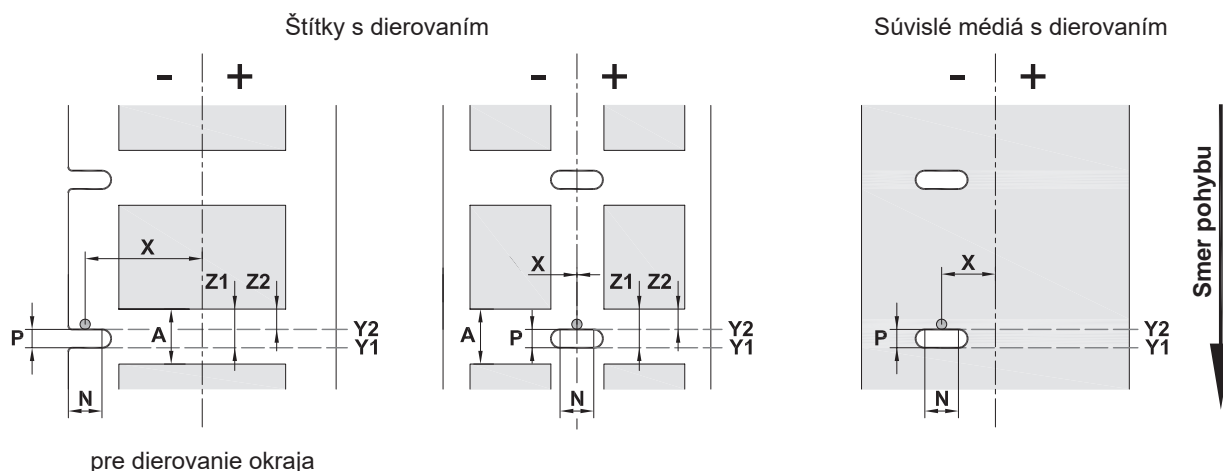 Štítky s dierovaním
Súvislé médiá s dierovaním
- +
- +
- +
X
Z1 Z2
P
A
Y2
Y1
N
X
Z1 Z2
A
P
Y2
Y1
N
X
P
Y2
Y1
N
Smer pohybu
pre dierovanie okraja